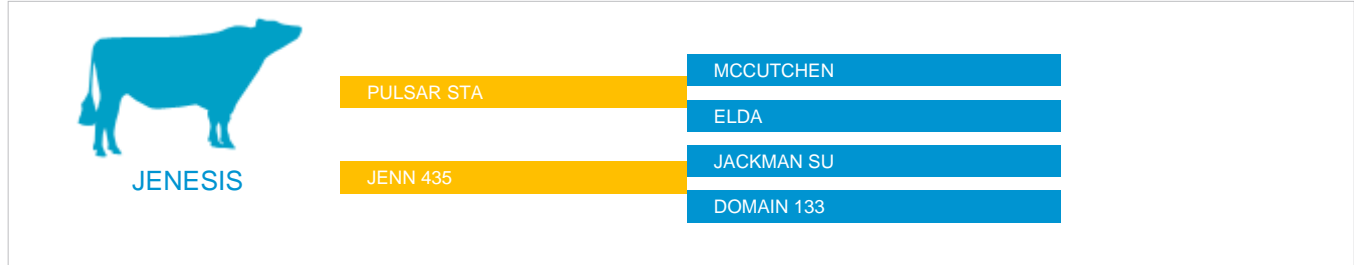 JENESIS
PULSAR STA
JENN 435
MCCUTCHEN
ELDA
JACKMAN SU
DOMAIN 133